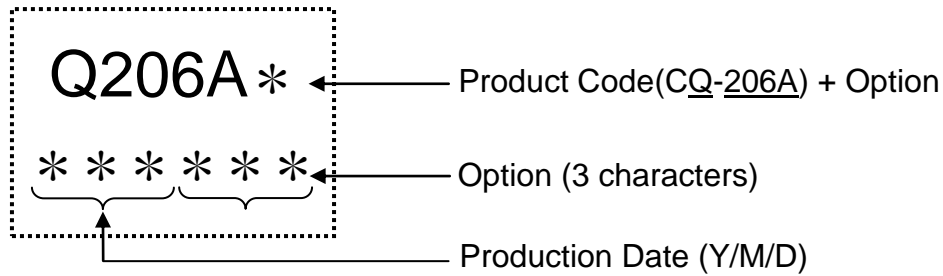 Q206A* Product Code(CQ-206A) + Option
* * * * * * Option (3 characters)
Production Date (Y/M/D)